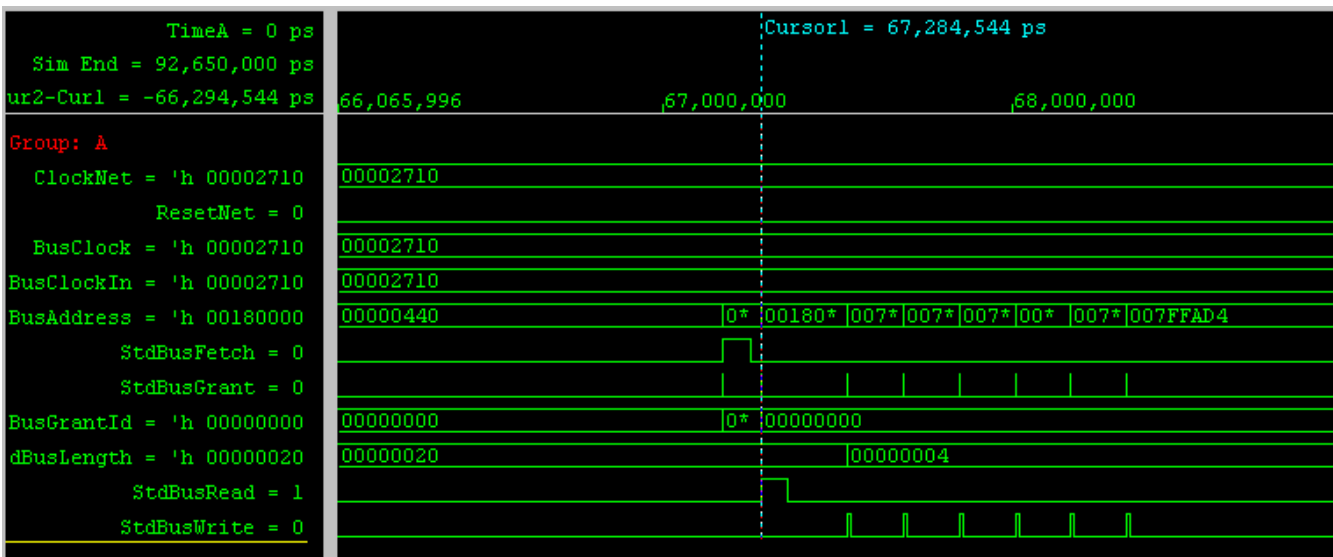 TimeA = 0 ps
Cursor1 = 67,284,544 ps
Sim End = 92,650,000 ps
ur2-Cur1 = -66,294,544 ps 66,065,996 67,000,000 68,000,000
Group: A
ClockNet = 'h 00002710 00002710
ResetNet = 0
BusClock = 'h 00002710 00002710
BusClockIn = 'h 00002710 00002710
BusAddress = 'h 00180000 00000440 0* 00180* 007* 007* 007* 00* 007* 007FFAD4
StdBusFetch = 0
StdBusGrant = 0
BusGrantId = 'h 00000000 00000000 0* 00000000
dBusLength = 'h 00000020 00000020 00000004
StdBusRead = 1
StdBusWrite = 0